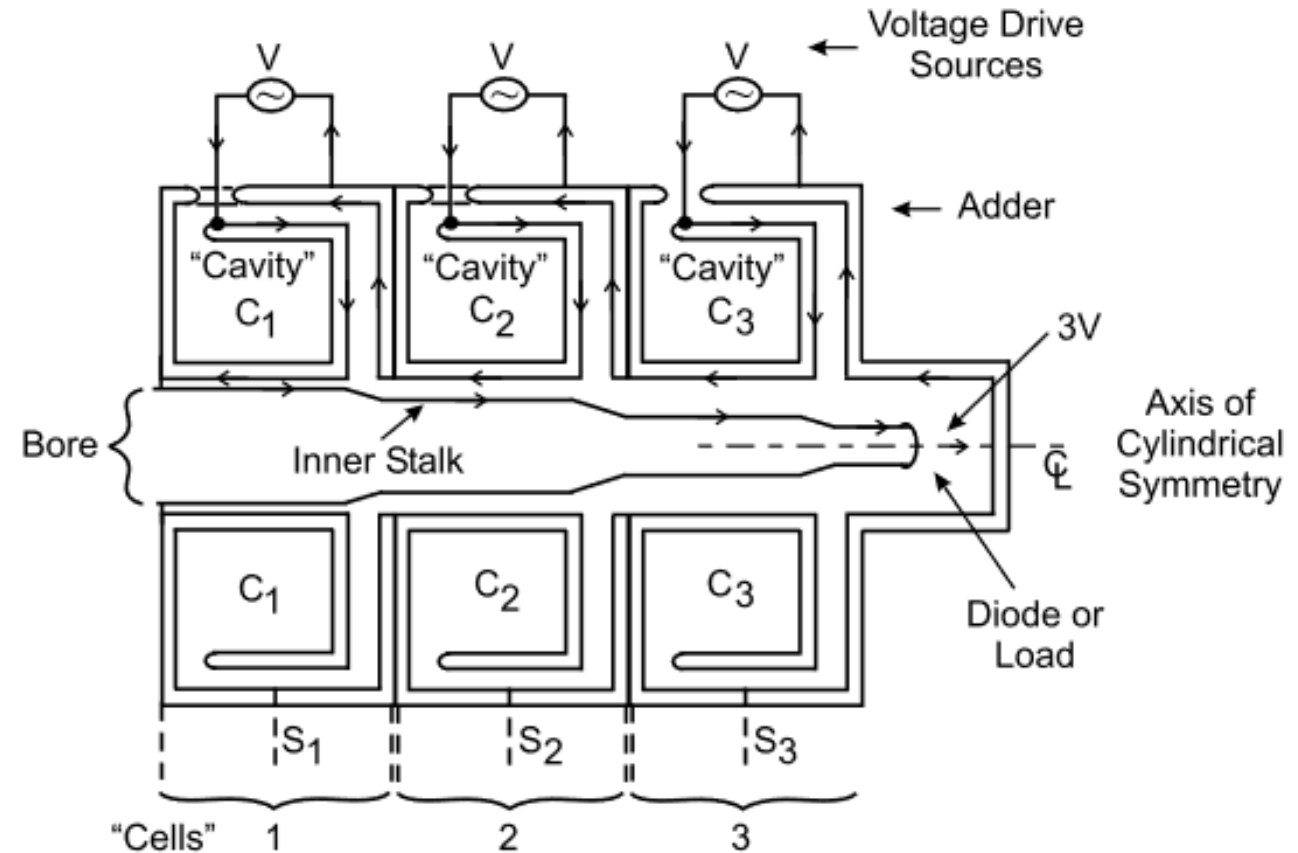 Voltage Drive
Sources
V
V
V
Adder
“Cavity”
C1
“Cavity”
C2
“Cavity”
C3
3V
Bore
Inner Stalk
℄
Axis of
Cylindrical
Symmetry
C1
C2
C3
Diode or
Load
S1
S2
S3
“Cells”
1
2
3